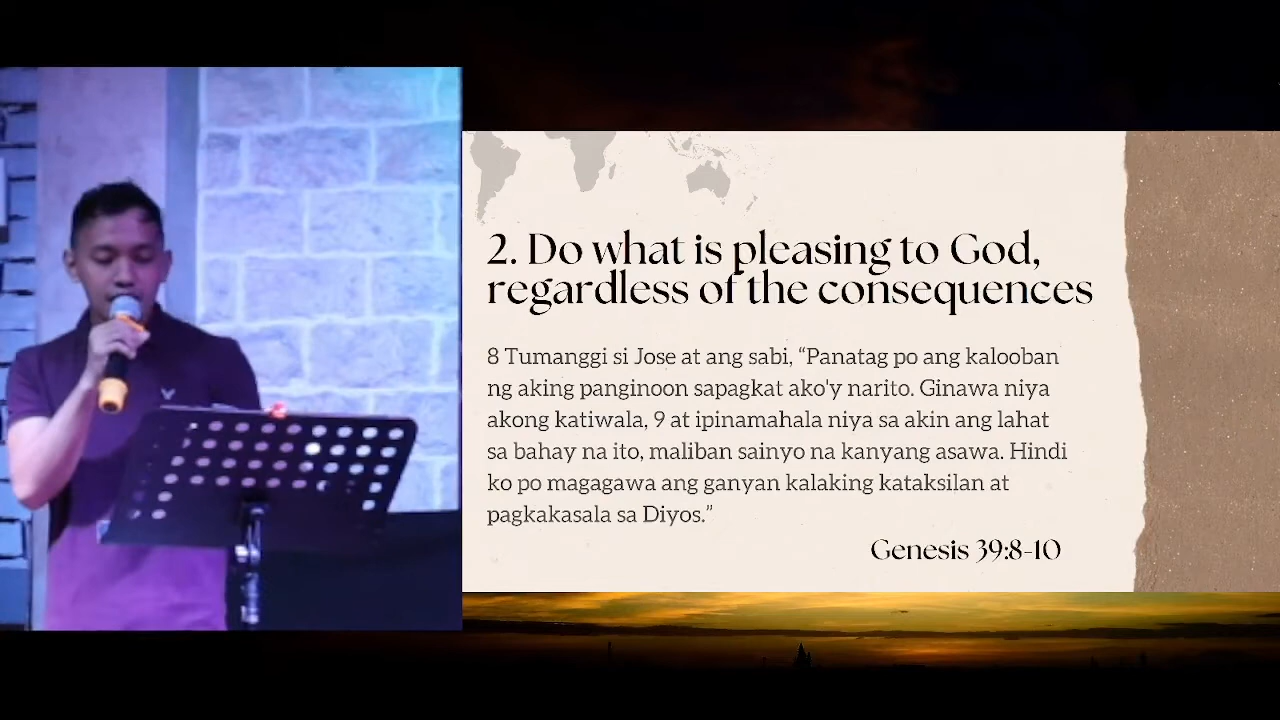 2. Do what is pleasing to God,
regardless of the consequences
8 Tumanggi si Jose at ang sabi, “Panatag po ang kalooban
ng aking panginoon sapagkat ako'y narito. Ginawa niya
akong katiwala, 9 at ipinamahala niya sa akin ang lahat
sa bahay na ito, maliban sainyo na kanyang asawa. Hindi
ko po magagawa ang ganyan kalaking kataksilan at
pagkakasala sa Diyos.”
Genesis 39:8-10